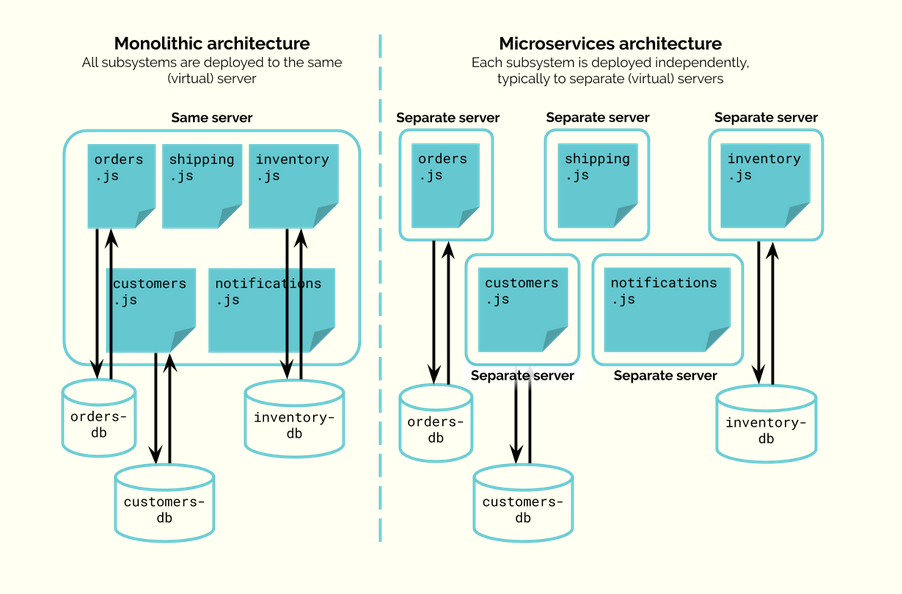 Monolithic architecture
All subsystems are deployed to the same
(virtual) server
Same server
orders
.js
shipping
.js
inventory
.js
customers
.js
notifications
.js
orders-
db
inventory-
db
customers-
db
Microservices architecture
Each subsystem is deployed independently,
typically to separate (virtual) servers
Separate server
Separate server
Separate server
orders
.js
shipping
.js
inventory
.js
customers
.js
notifications
.js
Separate server
Separate server
orders-
db
inventory-
db
customers-
db